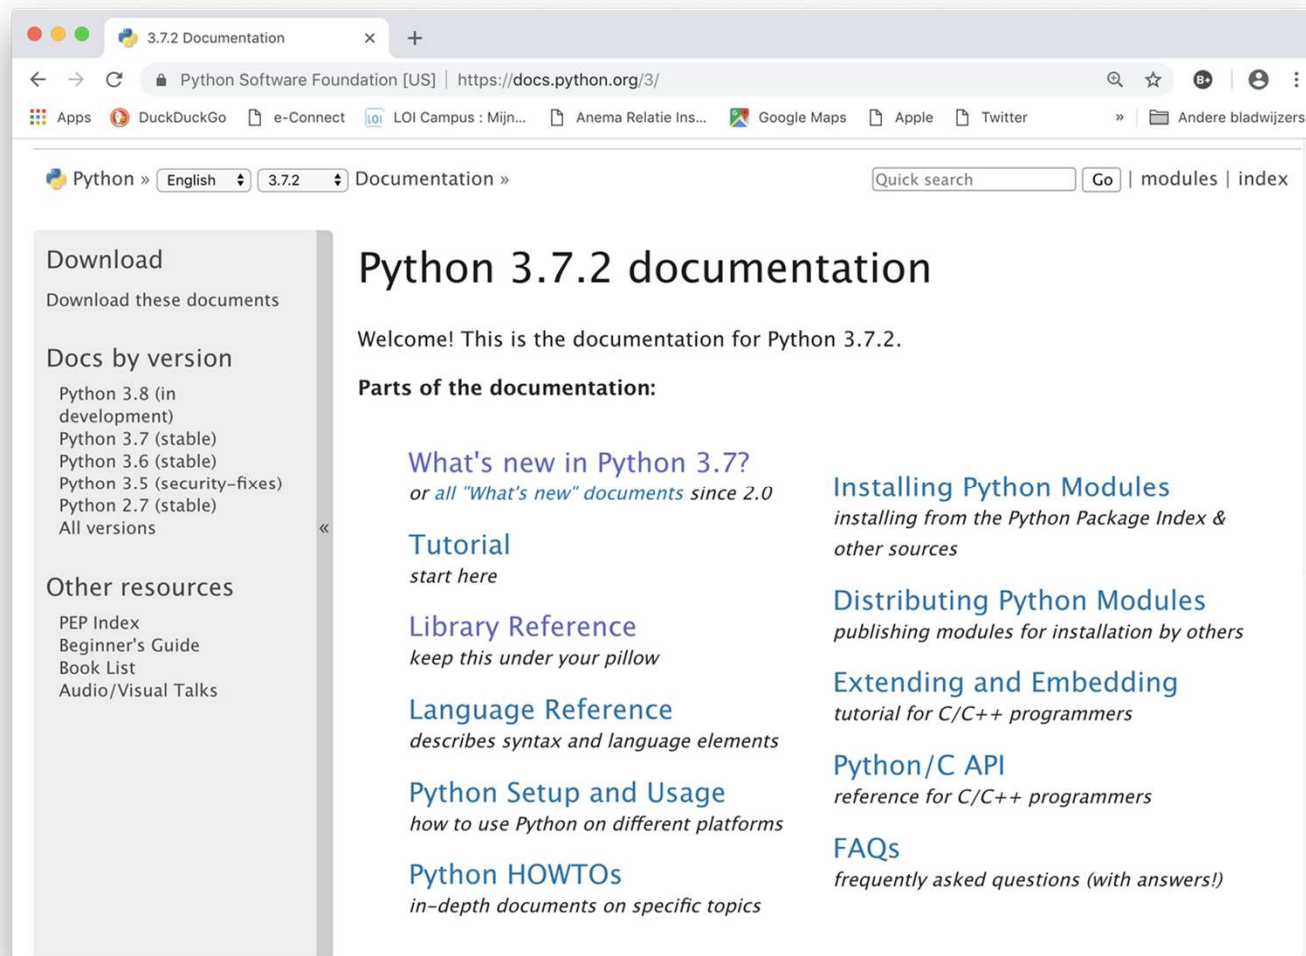 3.7.2 Documentation
Python Software Foundation [US] | https://docs.python.org/3/
Apps DuckDuckGo e-Connect LOI LOI Campus : Mijn... Anema Relatie Ins... Google Maps Apple Twitter » Andere bladwijzers
Python » English 3.7.2 Documentation » Quick search Go | modules | index
Download
Download these documents
Docs by version
Python 3.8 (in
development)
Python 3.7 (stable)
Python 3.6 (stable)
Python 3.5 (security-fixes)
Python 2.7 (stable)
All versions
«
Other resources
PEP Index
Beginner's Guide
Book List
Audio/Visual Talks
Python 3.7.2 documentation
Welcome! This is the documentation for Python 3.7.2.
Parts of the documentation:
What's new in Python 3.7?
or all "What's new" documents since 2.0
Tutorial
start here
Library Reference
keep this under your pillow
Language Reference
describes syntax and language elements
Python Setup and Usage
how to use Python on different platforms
Python HOWTOs
in-depth documents on specific topics
Installing Python Modules
installing from the Python Package Index &
other sources
Distributing Python Modules
publishing modules for installation by others
Extending and Embedding
tutorial for C/C++ programmers
Python/C API
reference for C/C++ programmers
FAQs
frequently asked questions (with answers!)